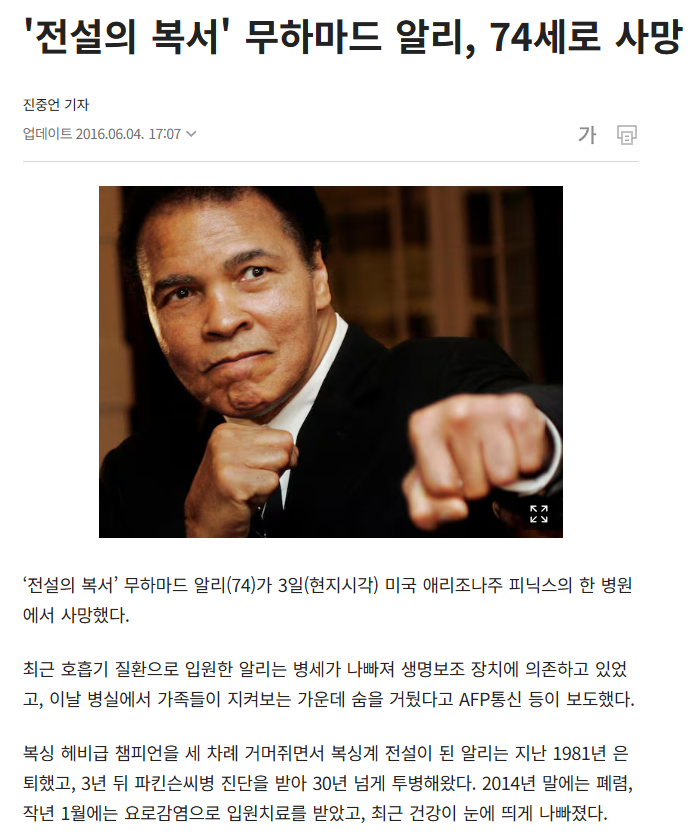 '전설의 복서' 무하마드 알리, 74세로 사망
진중언 기자
업데이트 2016.06.04. 17:07
가
‘전설의 복서’ 무하마드 알리(74)가 3일(현지시각) 미국 애리조나주 피닉스의 한 병원
에서 사망했다.
최근 호흡기 질환으로 입원한 알리는 병세가 나빠져 생명보조 장치에 의존하고 있었
고, 이날 병실에서 가족들이 지켜보는 가운데 숨을 거뒀다고 AFP통신 등이 보도했다.
복싱 헤비급 챔피언을 세 차례 거머쥐면서 복싱계 전설이 된 알리는 지난 1981년 은
퇴했고, 3년 뒤 파킨슨씨병 진단을 받아 30년 넘게 투병해왔다. 2014년 말에는 폐렴,
작년 1월에는 요로감염으로 입원치료를 받았고, 최근 건강이 눈에 띄게 나빠졌다.